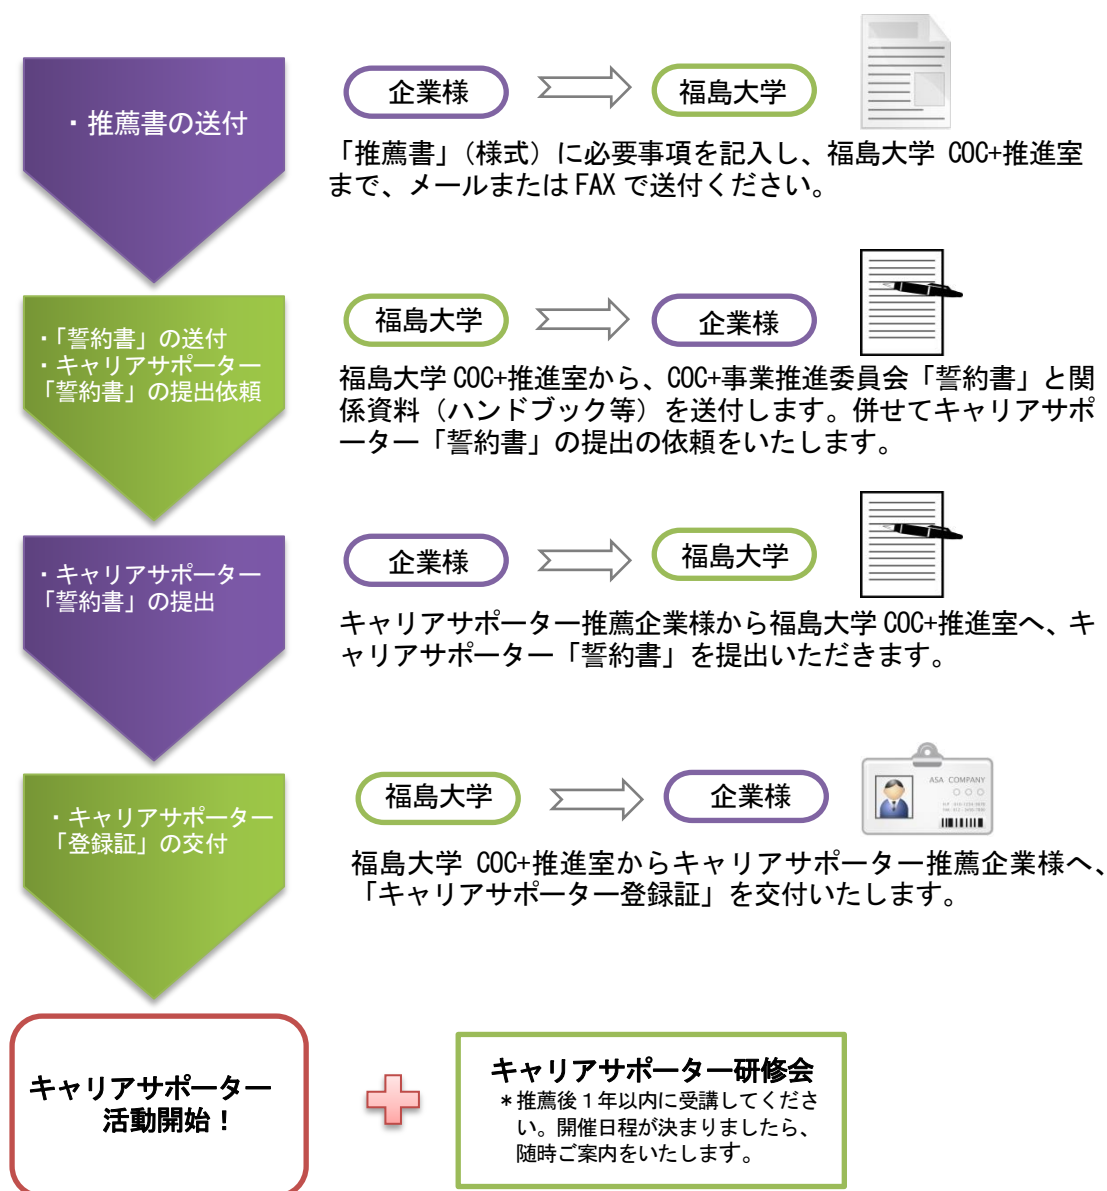 ・推薦書の送付
企業様
福島大学
「推薦書」（様式）に必要事項を記入し、福島大学 COC+推進室
まで、メールまたは FAX で送付ください。
・「誓約書」の送付
・キャリアサポーター
「誓約書」の提出依頼
福島大学
企業様
福島大学 COC+推進室から、COC+事業推進委員会「誓約書」と関
係資料（ハンドブック等）を送付します。併せてキャリアサポ
ーター「誓約書」の提出の依頼をいたします。
・キャリアサポーター
「誓約書」の提出
企業様
福島大学
キャリアサポーター推薦企業様から福島大学 COC+推進室へ、キ
ャリアサポーター「誓約書」を提出いただきます。
・キャリアサポーター
「登録証」の交付
福島大学
企業様
ASA COMPANY
福島大学 COC+推進室からキャリアサポーター推薦企業様へ、
「キャリアサポーター登録証」を交付いたします。
キャリアサポーター
活動開始！
キャリアサポーター研修会
＊推薦後１年以内に受講してくださ
い。開催日程が決まりましたら、
随時ご案内をいたします。